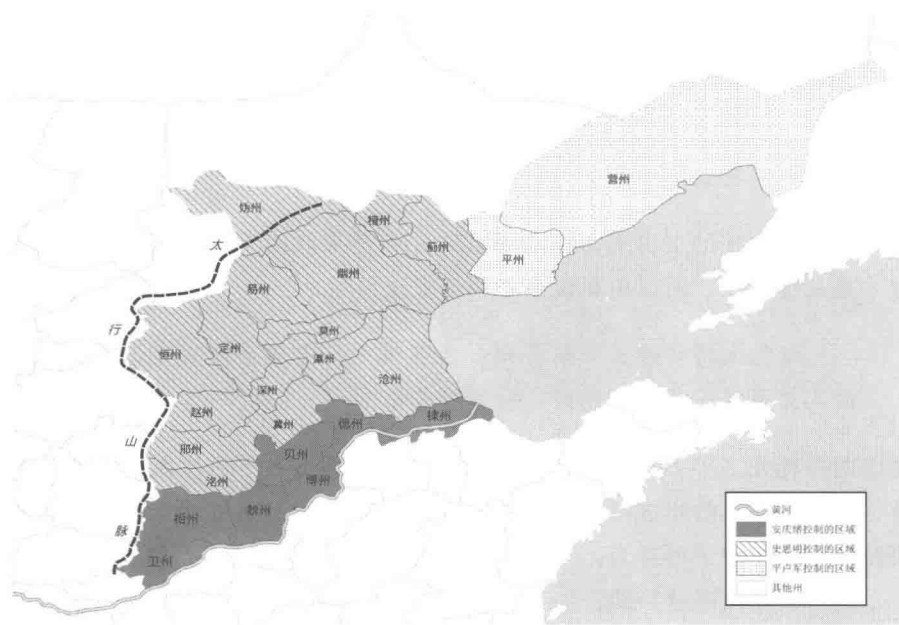 营州
妫州
檀州
太
蓟州
平州
幽州
易州
行
莫州
定州
恒州
瀛州
沧州
深州
赵州
冀州
棣州
德州
山
邢州
贝州
洺州
博州
魏州
相州
脉
卫州
黄河
安庆绪控制的区域
史思明控制的区域
平卢军控制的区域
其他州